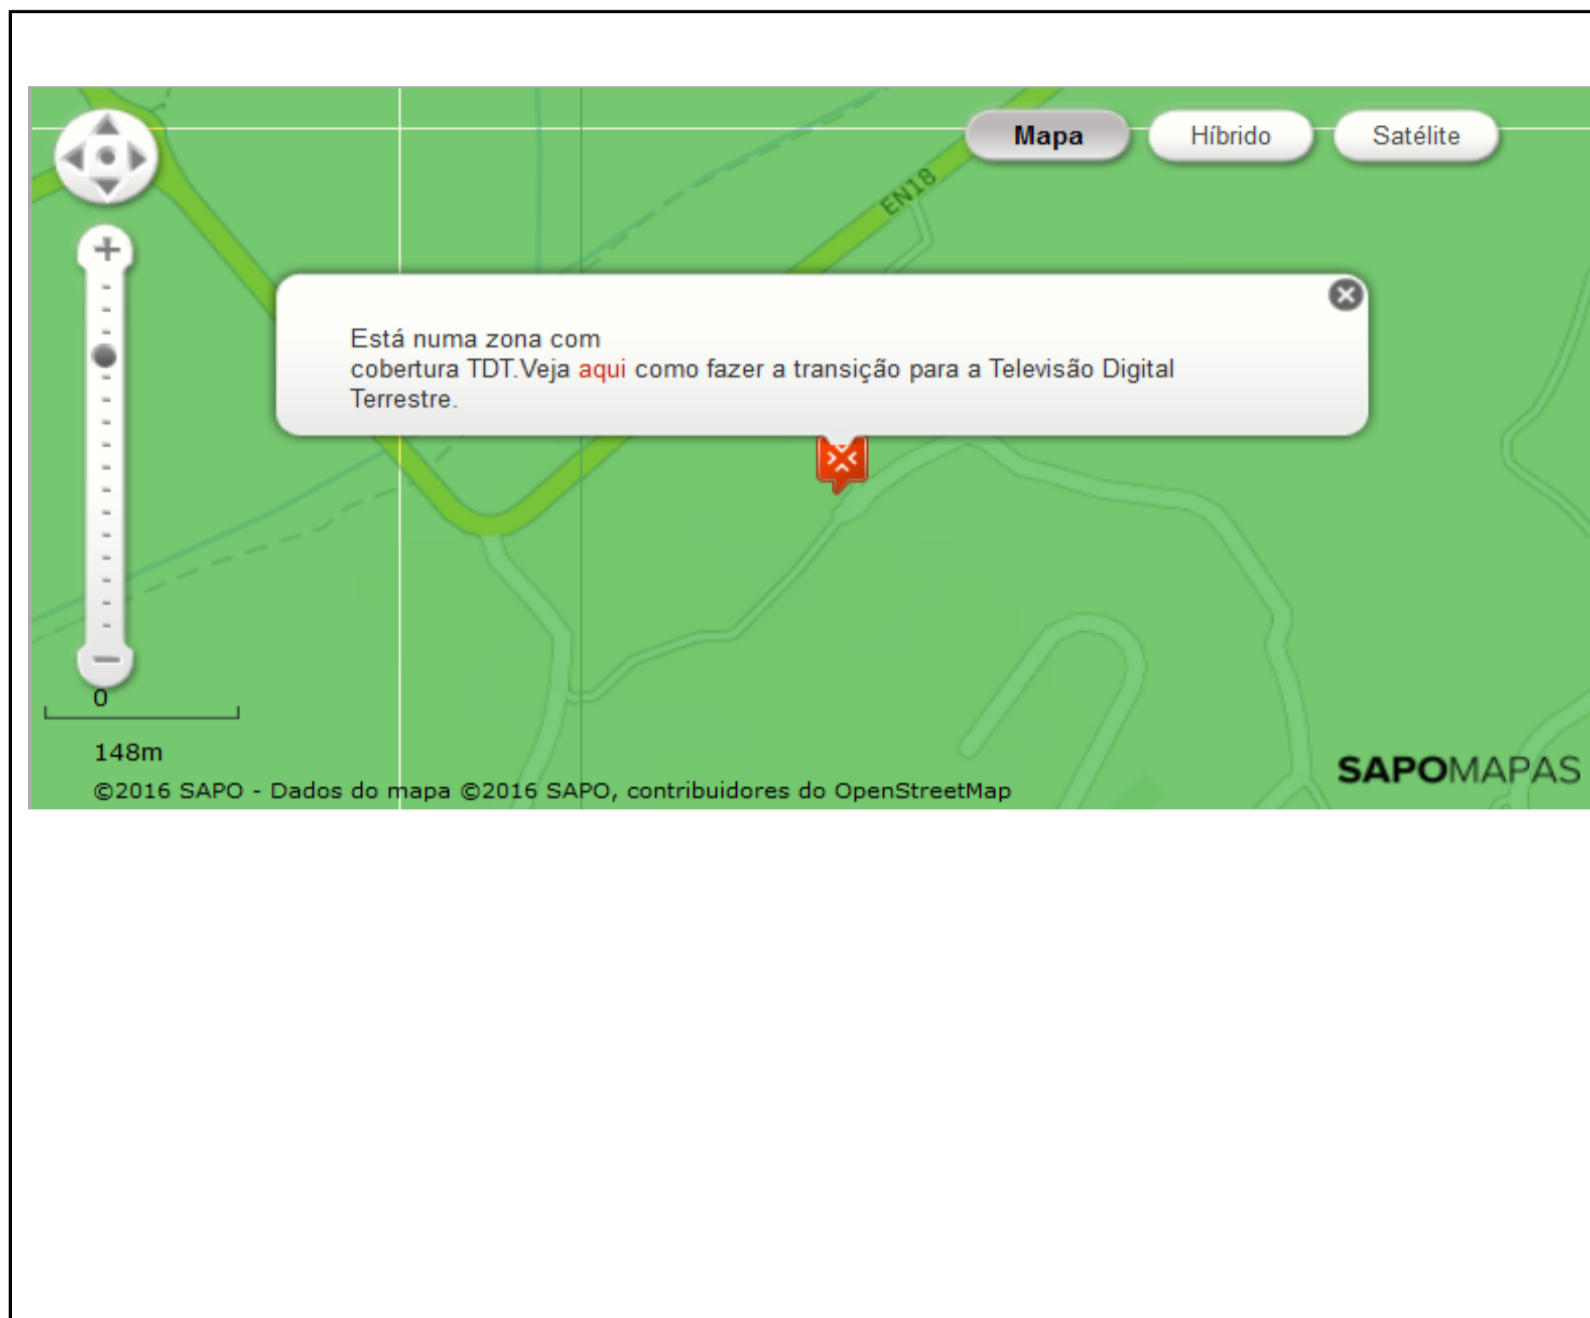 Mapa
Híbrido
Satélite
EN18
Está numa zona com
cobertura TDT.Veja aqui como fazer a transição para a Televisão Digital
Terrestre.
0
148m
©2016 SAPO - Dados do mapa ©2016 SAPO, contribuidores do OpenStreetMap
SAPOMAPAS